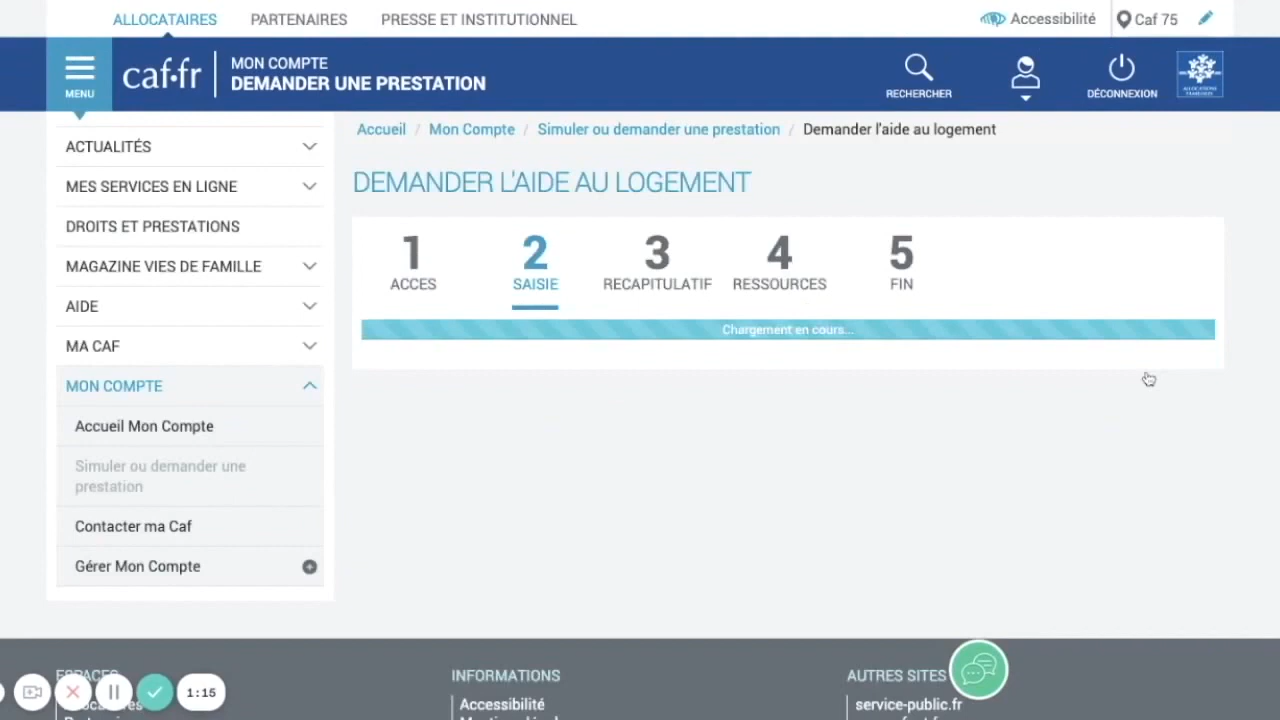 ALLOCATAIRES PARTENAIRES PRESSE ET INSTITUTIONNEL Accessibilité Caf 75
MENU
caf.fr
MON COMPTE
DEMANDER UNE PRESTATION
RECHERCHER
DÉCONNEXION
ALLOCATIONS
FAMILIALES
Accueil / Mon Compte / Simuler ou demander une prestation / Demander l'aide au logement
ACTUALITÉS
MES SERVICES EN LIGNE
DROITS ET PRESTATIONS
MAGAZINE VIES DE FAMILLE
AIDE
MA CAF
MON COMPTE
Accueil Mon Compte
Simuler ou demander une
prestation
Contacter ma Caf
Gérer Mon Compte
DEMANDER L'AIDE AU LOGEMENT
1 2 3 4 5
ACCES SAISIE RECAPITULATIF RESSOURCES FIN
Chargement en cours...
ESPACES
INFORMATIONS
Accessibilité
AUTRES SITES
service-public.fr
1:15